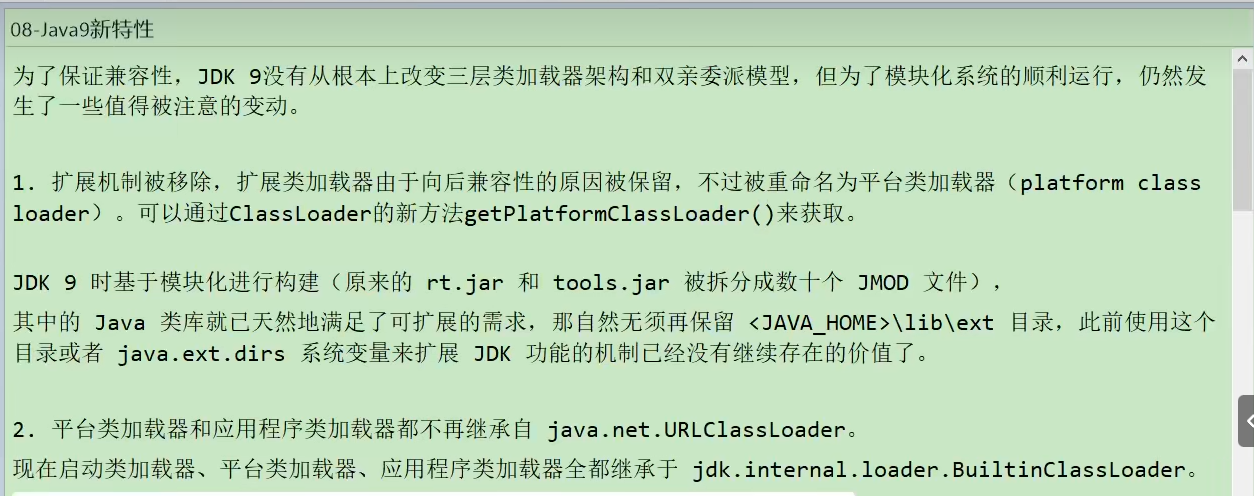 08-Java9新特性
为了保证兼容性，JDK 9没有从根本上改变三层类加载器架构和双亲委派模型，但为了模块化系统的顺利运行，仍然发
生了一些值得被注意的变动。
1. 扩展机制被移除，扩展类加载器由于向后兼容性的原因被保留，不过被重命名为平台类加载器（platform class
loader）。可以通过ClassLoader的新方法getPlatformClassLoader()来获取。
JDK 9 时基于模块化进行构建（原来的 rt.jar 和 tools.jar 被拆分成数十个 JMOD 文件），
其中的 Java 类库就已天然地满足了可扩展的需求，那自然无须再保留 <JAVA_HOME>\lib\ext 目录，此前使用这个
目录或者 java.ext.dirs 系统变量来扩展 JDK 功能的机制已经没有继续存在的价值了。
2. 平台类加载器和应用程序类加载器都不再继承自 java.net.URLClassLoader。
现在启动类加载器、平台类加载器、应用程序类加载器全都继承于 jdk.internal.loader.BuiltinClassLoader。